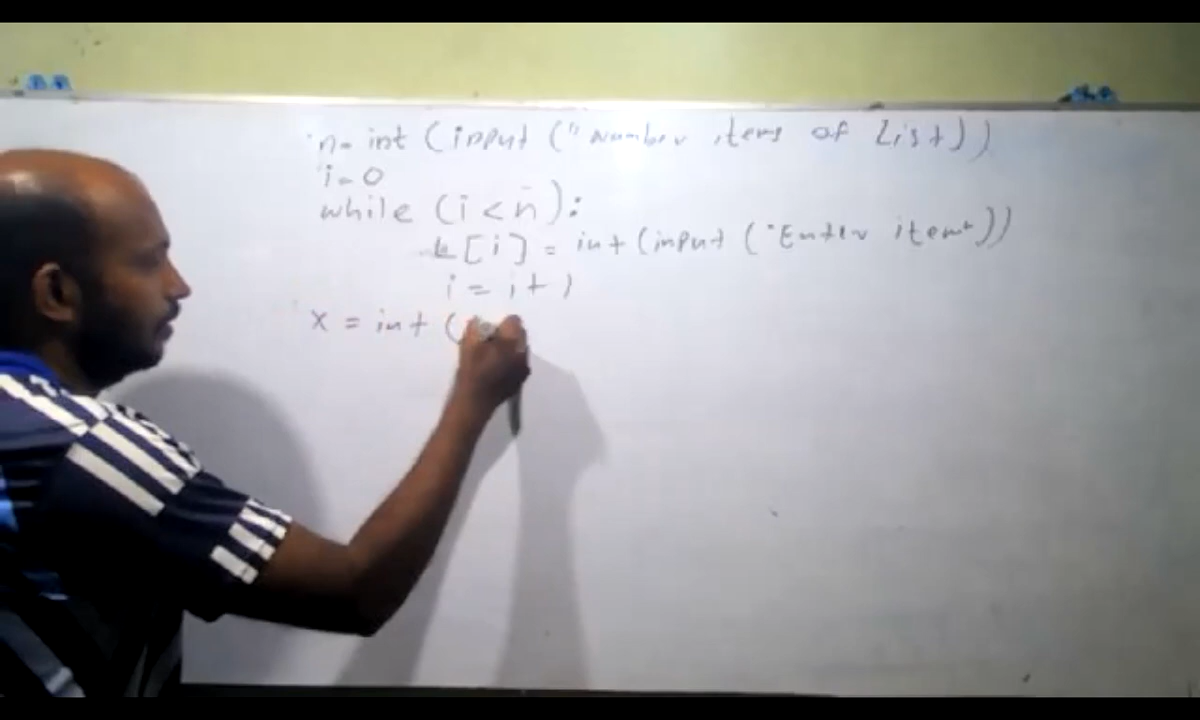 n= int (input ("Number items of List))
i=0
while (i<n):
L[i] = int (input ("Enter item"))
i = i+1
x = int (